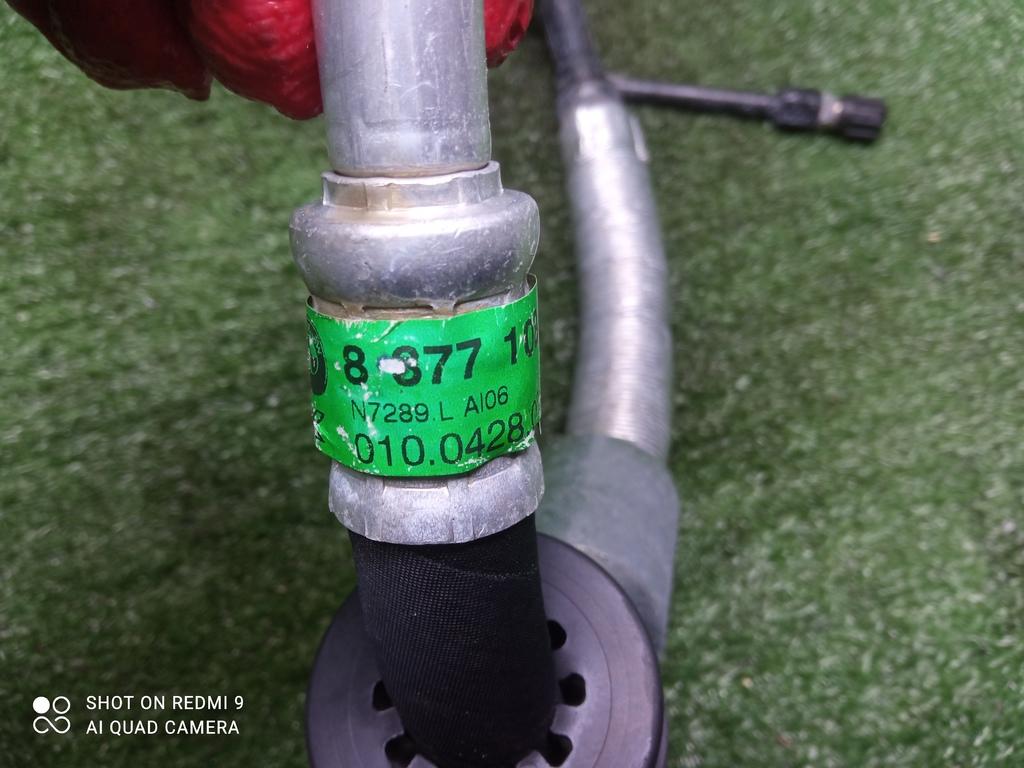 8 377 10
N7289.L AI06
010.0428.
SHOT ON REDMI 9
AI QUAD CAMERA